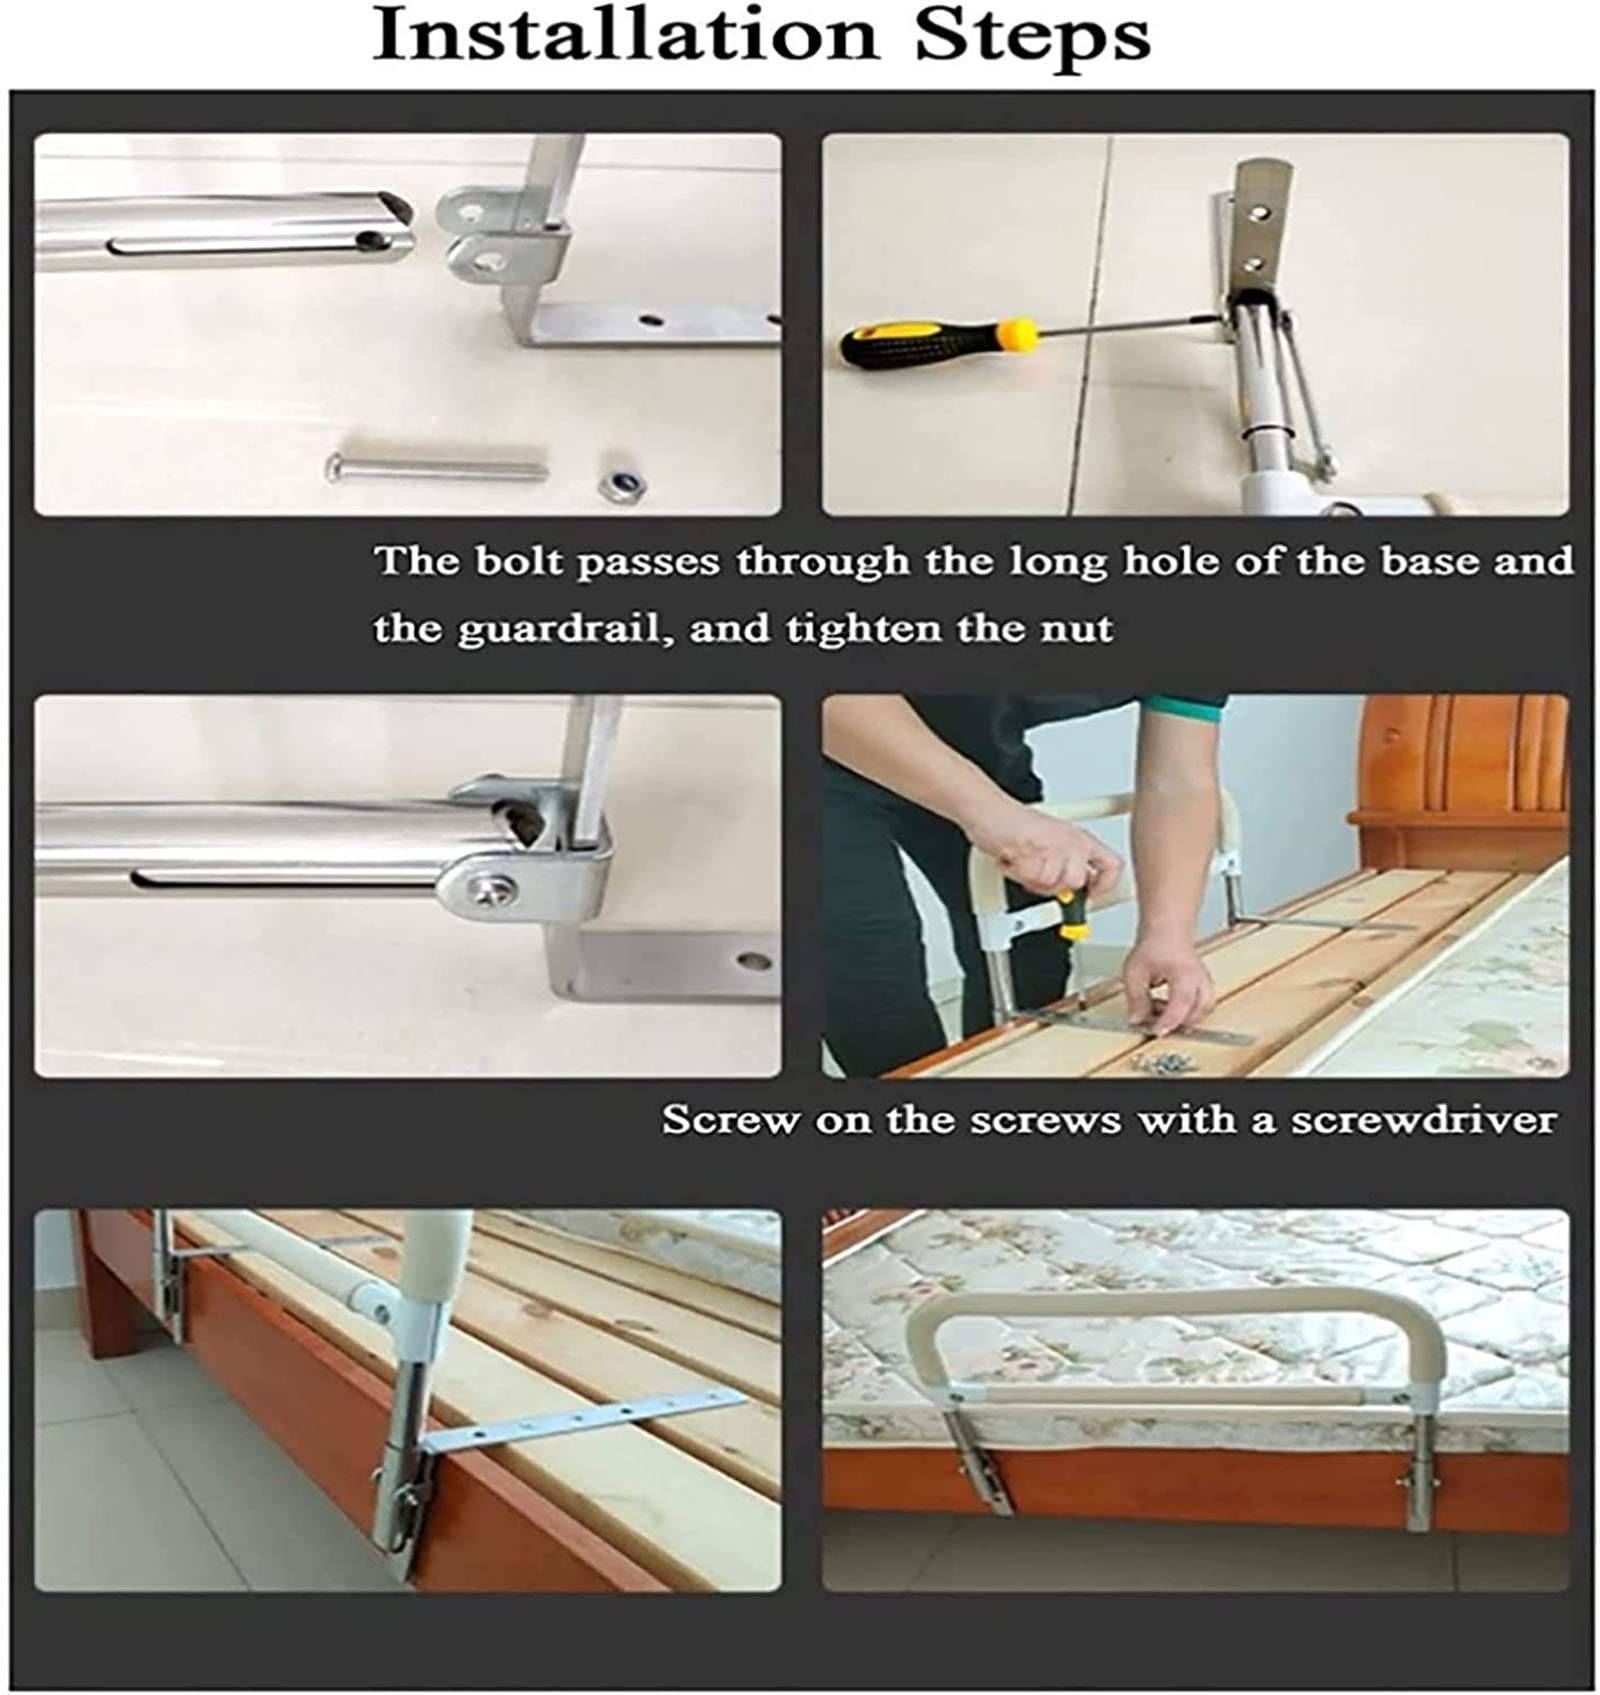 Installation Steps
The bolt passes through the long hole of the base and
the guardrail, and tighten the nut
Screw on the screws with a screwdriver